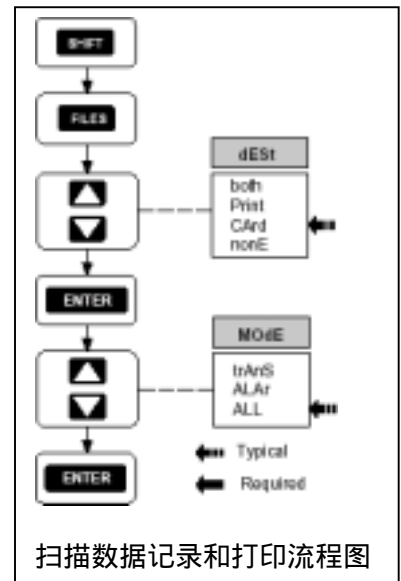 SHIFT
FILES
dESt
both
Print
CArd
nonE
ENTER
MOdE
trAnS
ALAr
ALL
Typical
ENTER
Required
扫描数据记录和打印流程图